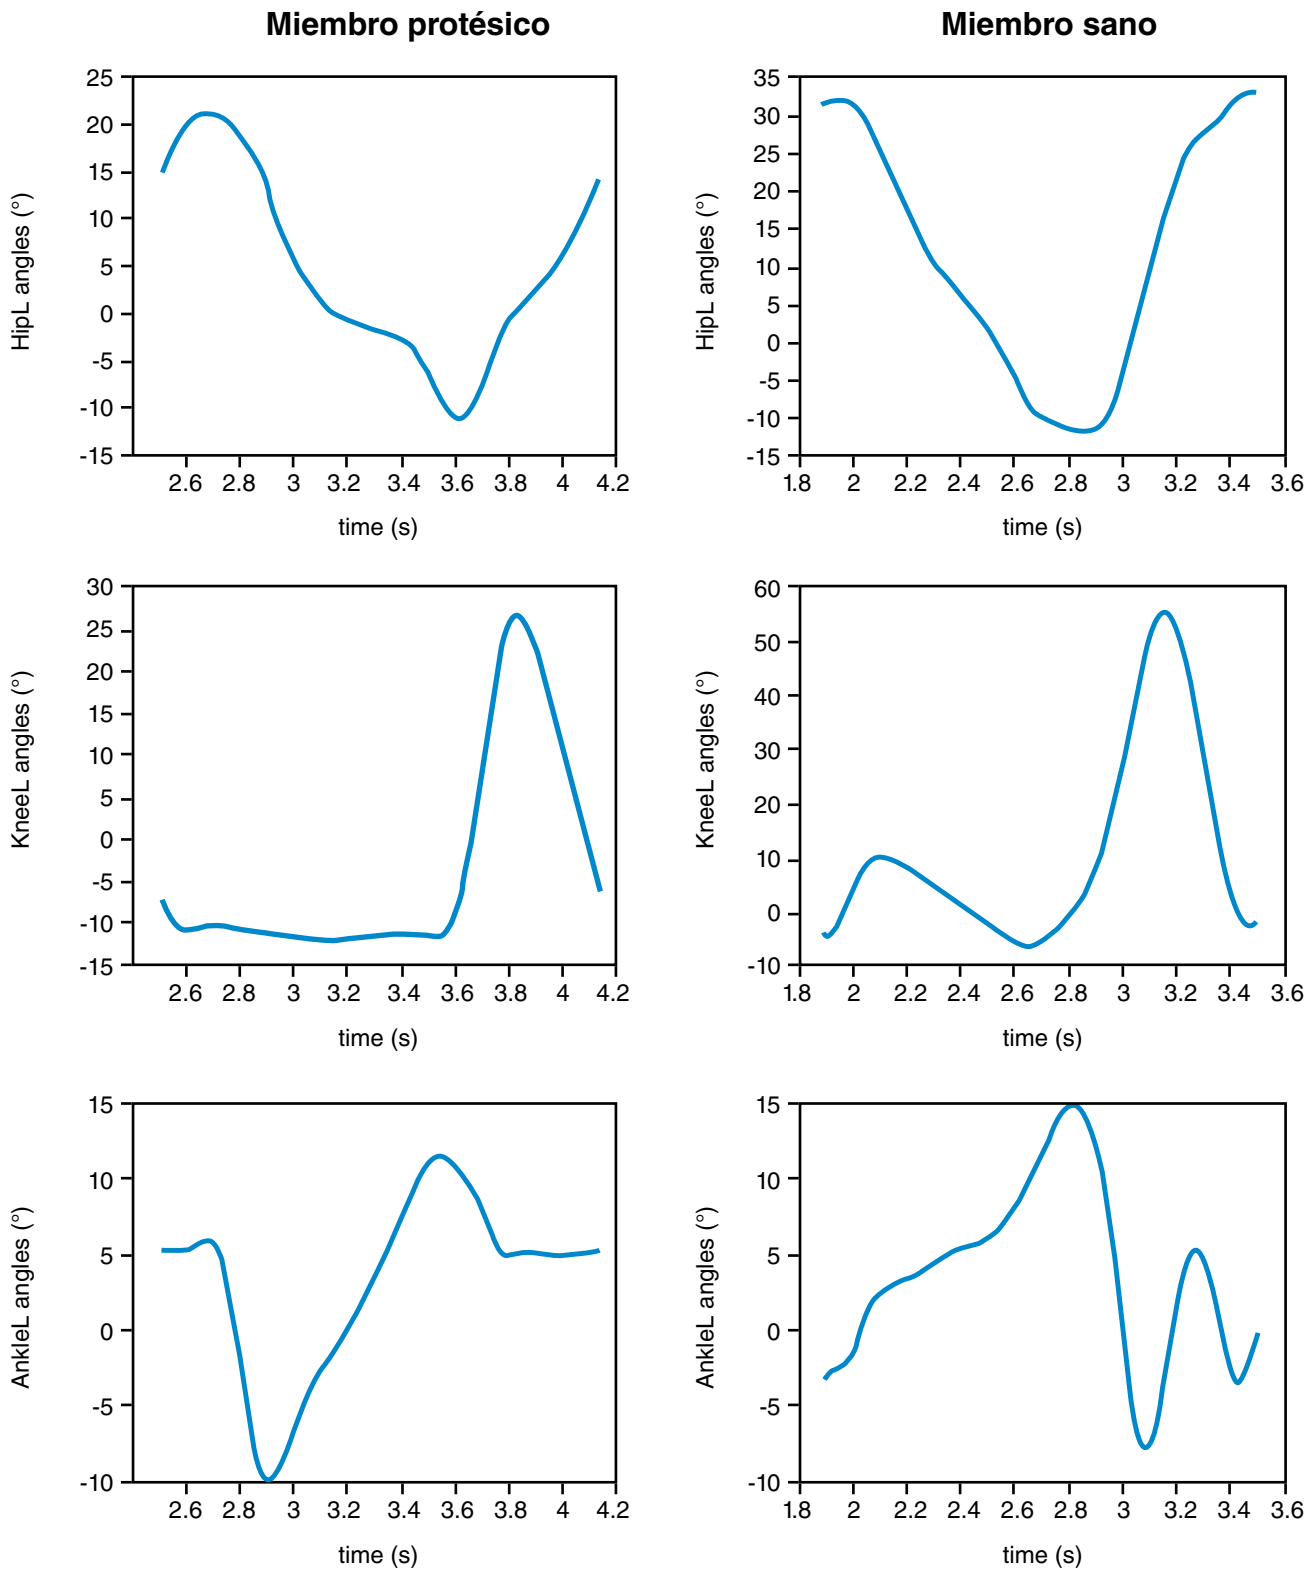 Miembro protésico
Miembro sano
25
20
15
10
5
0
-5
-10
-15
HipL angles (°)
2.6 2.8 3 3.2 3.4 3.6 3.8 4 4.2
time (s)
35
30
25
20
15
10
5
0
-5
-10
-15
HipL angles (°)
1.8 2 2.2 2.4 2.6 2.8 3 3.2 3.4 3.6
time (s)
30
25
20
15
10
5
0
-5
-10
-15
KneeL angles (°)
2.6 2.8 3 3.2 3.4 3.6 3.8 4 4.2
time (s)
60
50
40
30
20
10
0
-10
KneeL angles (°)
1.8 2 2.2 2.4 2.6 2.8 3 3.2 3.4 3.6
time (s)
15
10
5
0
-5
-10
AnkleL angles (°)
2.6 2.8 3 3.2 3.4 3.6 3.8 4 4.2
time (s)
15
10
5
0
-5
-10
AnkleL angles (°)
1.8 2 2.2 2.4 2.6 2.8 3 3.2 3.4 3.6
time (s)